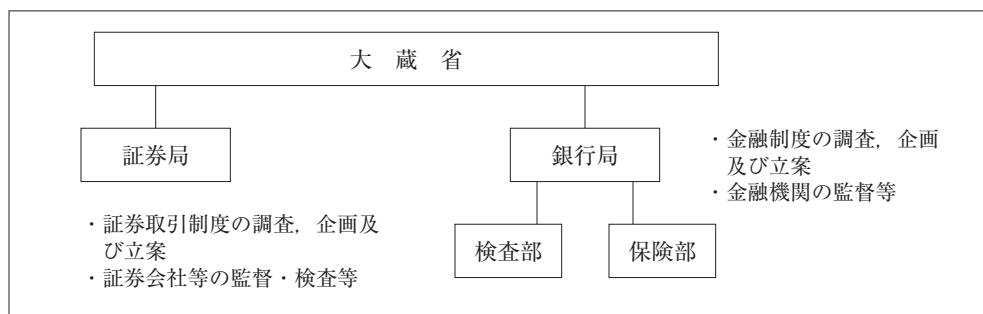 大 蔵 省
証券局
・証券取引制度の調査，企画及
び立案
・証券会社等の監督・検査等
銀行局
・金融制度の調査，企画
及び立案
・金融機関の監督等
検査部
保険部